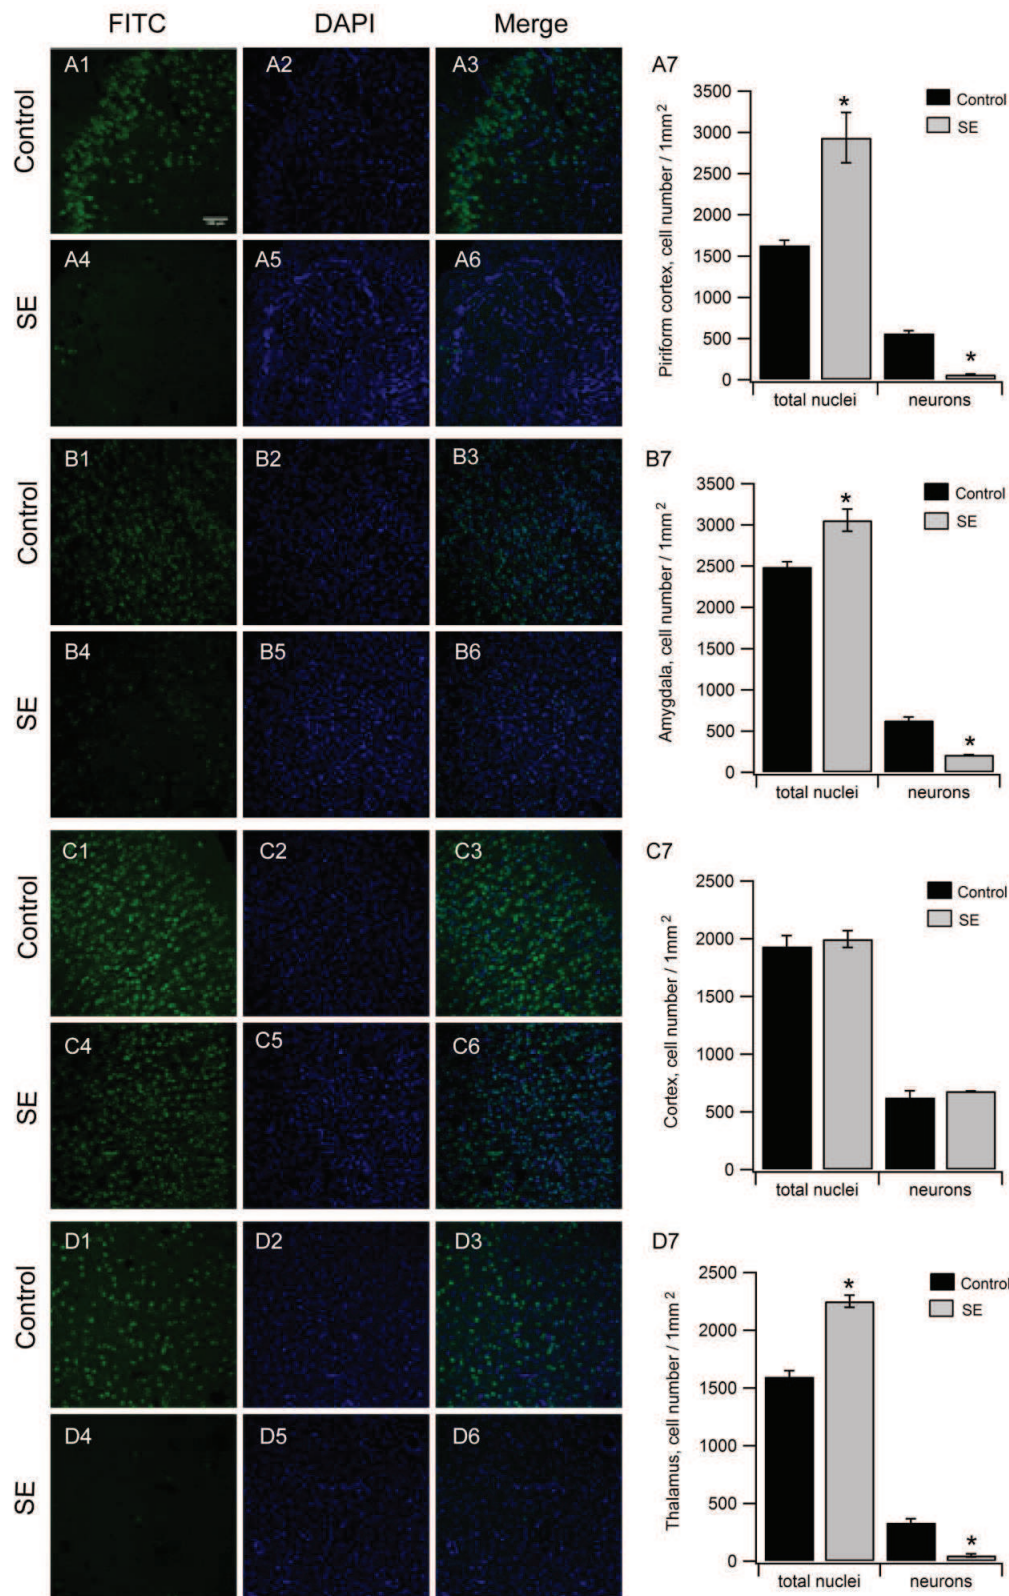 FITC DAPI Merge
Control
A1 A2 A3
SE
A4 A5 A6
A7
Piriform cortex, cell number / 1mm²
3500
3000
2500
2000
1500
1000
500
0
*
*
Control
SE
total nuclei neurons
Control
B1 B2 B3
SE
B4 B5 B6
B7
Amygdala, cell number / 1mm²
3500
3000
2500
2000
1500
1000
500
0
*
*
Control
SE
total nuclei neurons
Control
C1 C2 C3
SE
C4 C5 C6
C7
Cortex, cell number / 1mm²
2500
2000
1500
1000
500
0
Control
SE
total nuclei neurons
Control
D1 D2 D3
SE
D4 D5 D6
D7
Thalamus, cell number / 1mm²
2500
2000
1500
1000
500
0
*
*
Control
SE
total nuclei neurons